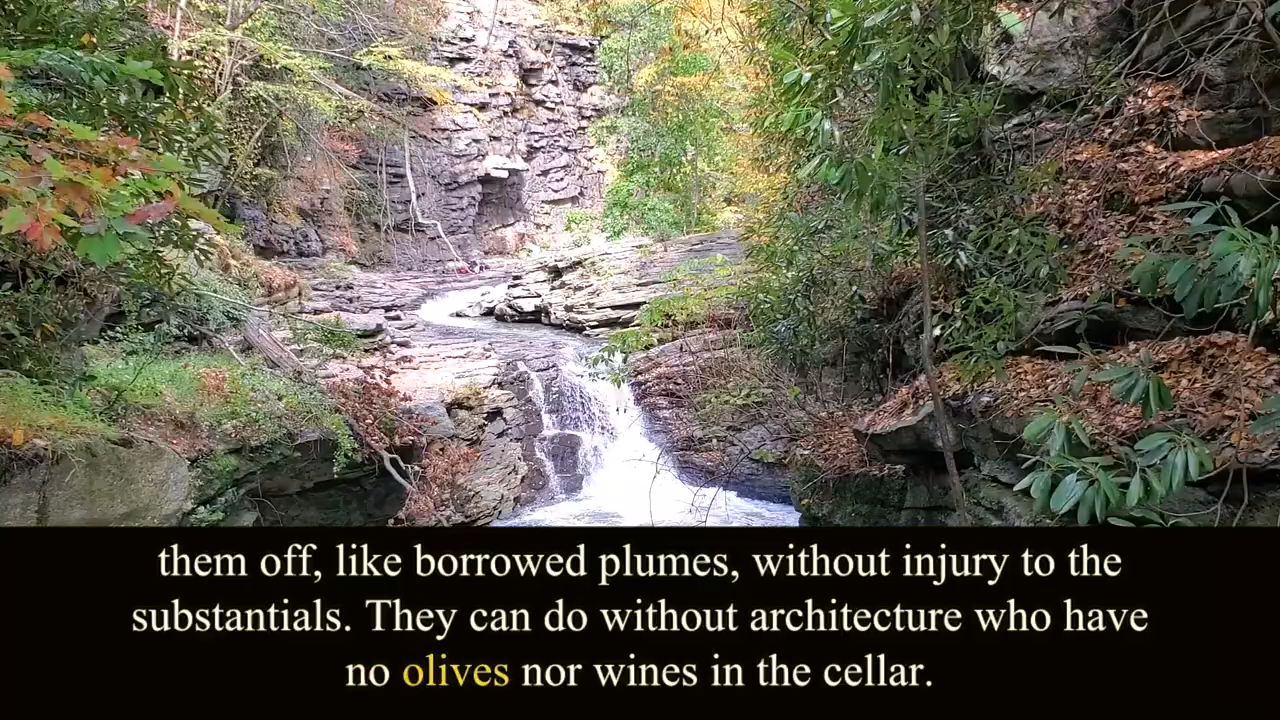 them off, like borrowed plumes, without injury to the
substantials. They can do without architecture who have
no olives nor wines in the cellar.